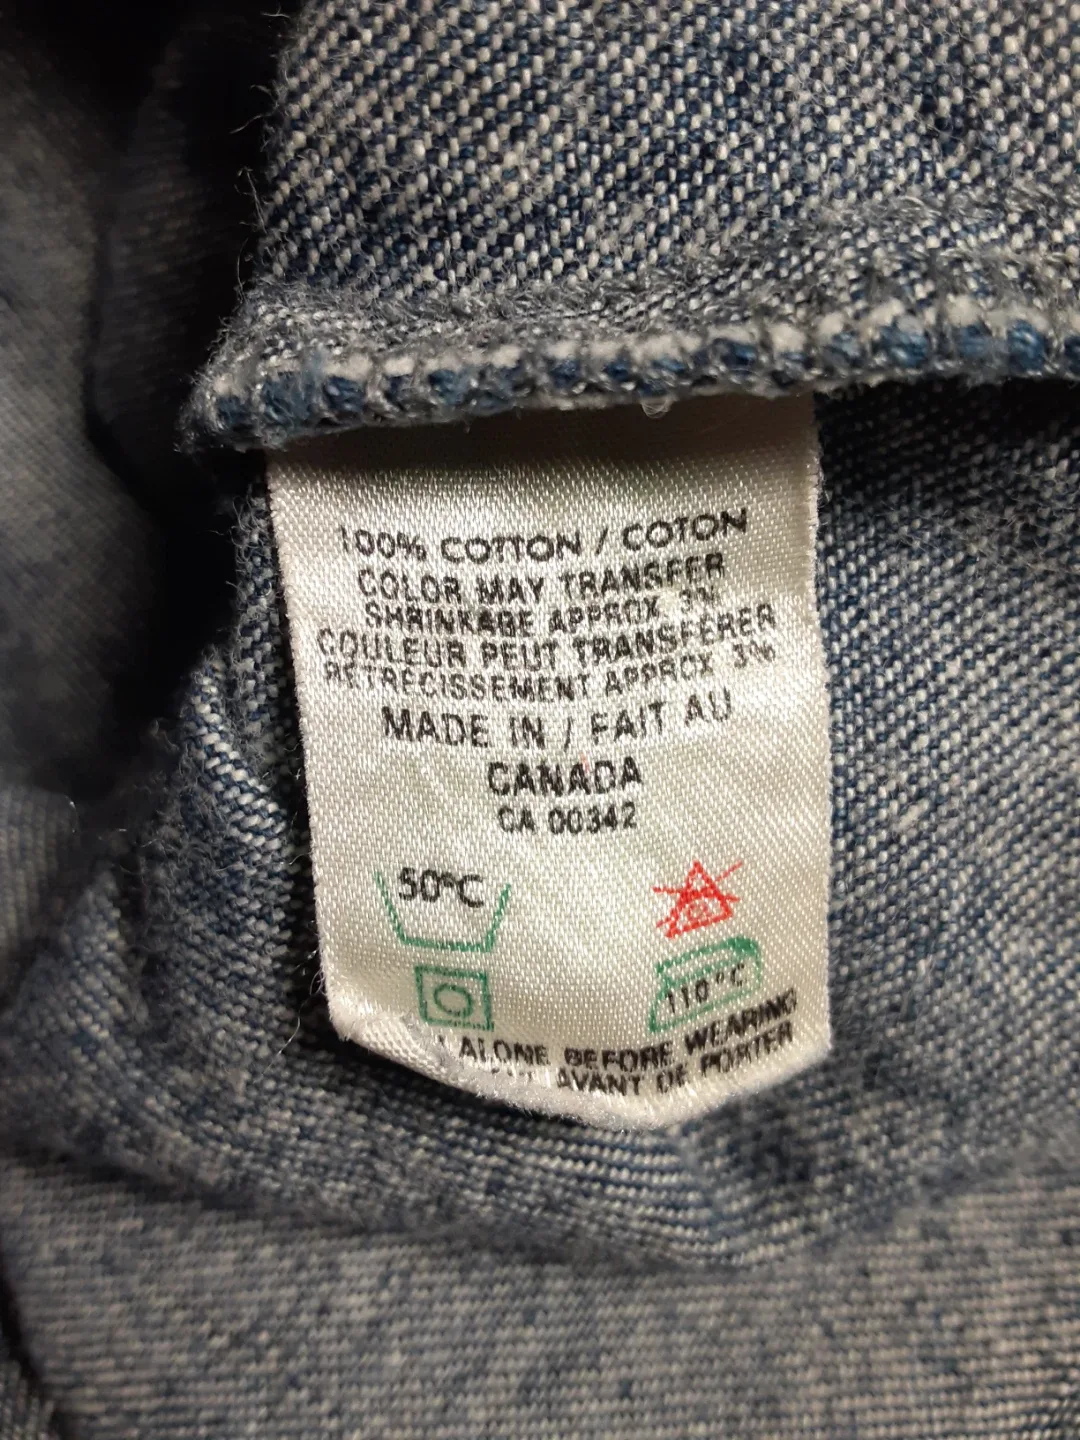 100% COTTON / COTON
COLOR MAY TRANSFER
SHRINKAGE APPROX 3%
COULEUR PEUT TRANSFÉRER
RETRECISSEMENT APPROX 3%
MADE IN / FAIT AU
CANADA
CA 00342
50°C
110°C
ALONE BEFORE WEARING
AVANT DE PORTER